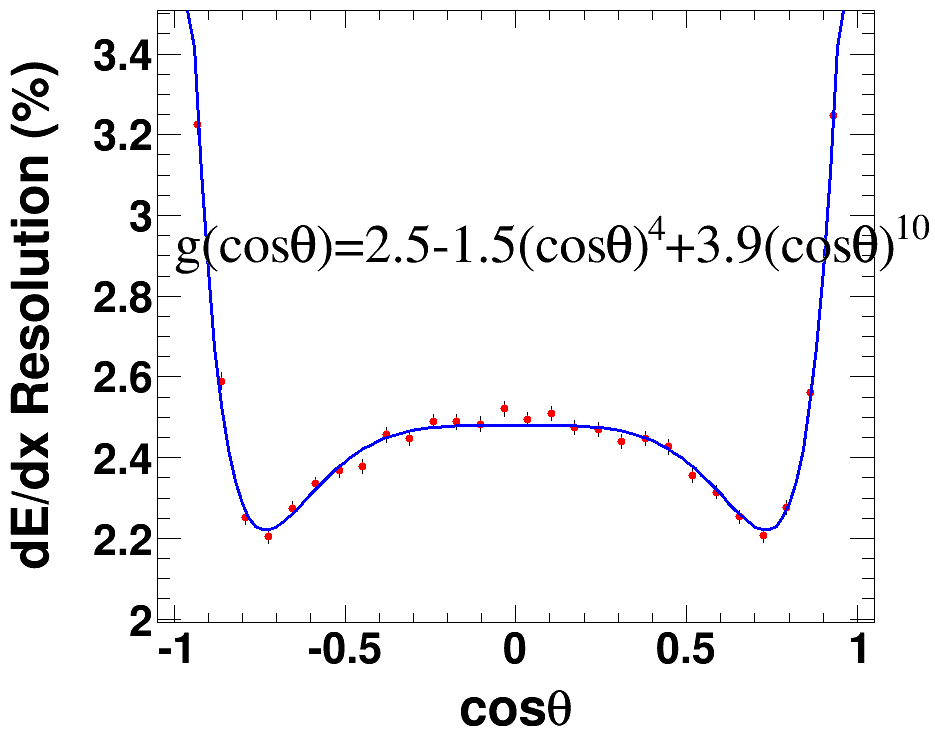 dE/dx Resolution (%)
3.4
3.2
3
2.8
2.6
2.4
2.2
2
g(cosθ)=2.5-1.5(cosθ)⁴+3.9(cosθ)¹⁰
-1 -0.5 0 0.5 1
cosθ